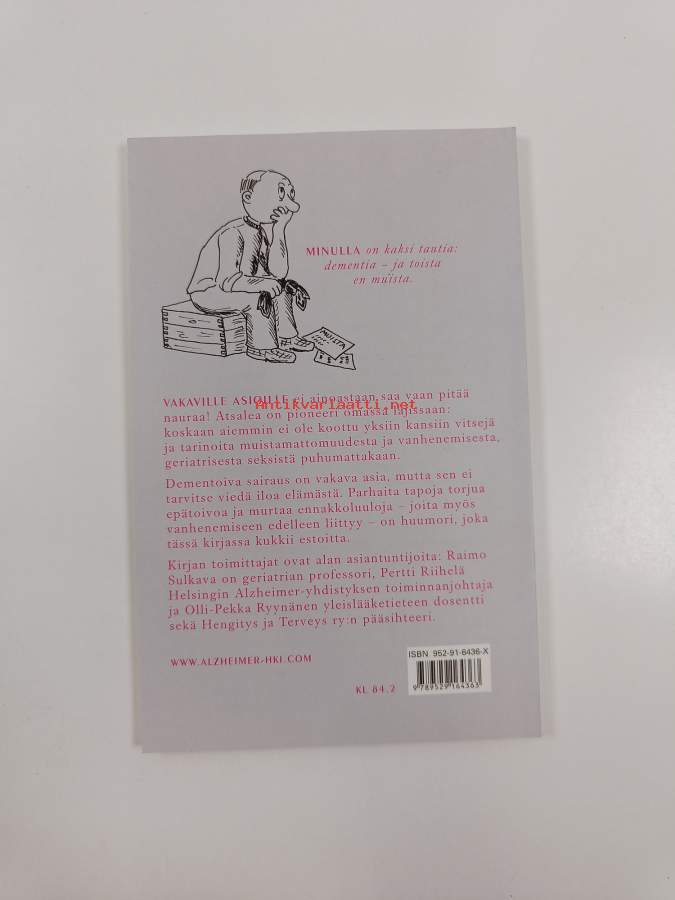 MINULLA on kaksi tautia:
dementia – ja toista
en muista.
MUISTA
VAKAVILLE ASIOILLE ei ainoastaan saa vaan pitää
Antikvariaatti.net
nauraa! Atsalea on pioneeri omassa lajissaan:
koskaan aiemmin ei ole koottu yksiin kansiin vitsejä
ja tarinoita muistamattomuudesta ja vanhenemisesta,
geriatrisesta seksistä puhumattakaan.
Dementoiva sairaus on vakava asia, mutta sen ei
tarvitse viedä iloa elämästä. Parhaita tapoja torjua
epätoivoa ja murtaa ennakkoluuloja – joita myös
vanhenemiseen edelleen liittyy – on huumori, joka
tässä kirjassa kukkii estoitta.
Kirjan toimittajat ovat alan asiantuntijoita: Raimo
Sulkava on geriatrian professori, Pertti Riihelä
Helsingin Alzheimer-yhdistyksen toiminnanjohtaja
ja Olli-Pekka Ryynänen yleislääketieteen dosentti
sekä Hengitys ja Terveys ry:n pääsihteeri.
WWW.ALZHEIMER-HKI.COM
KL 84.2
ISBN 952-91-6436-X
9 789529 164363